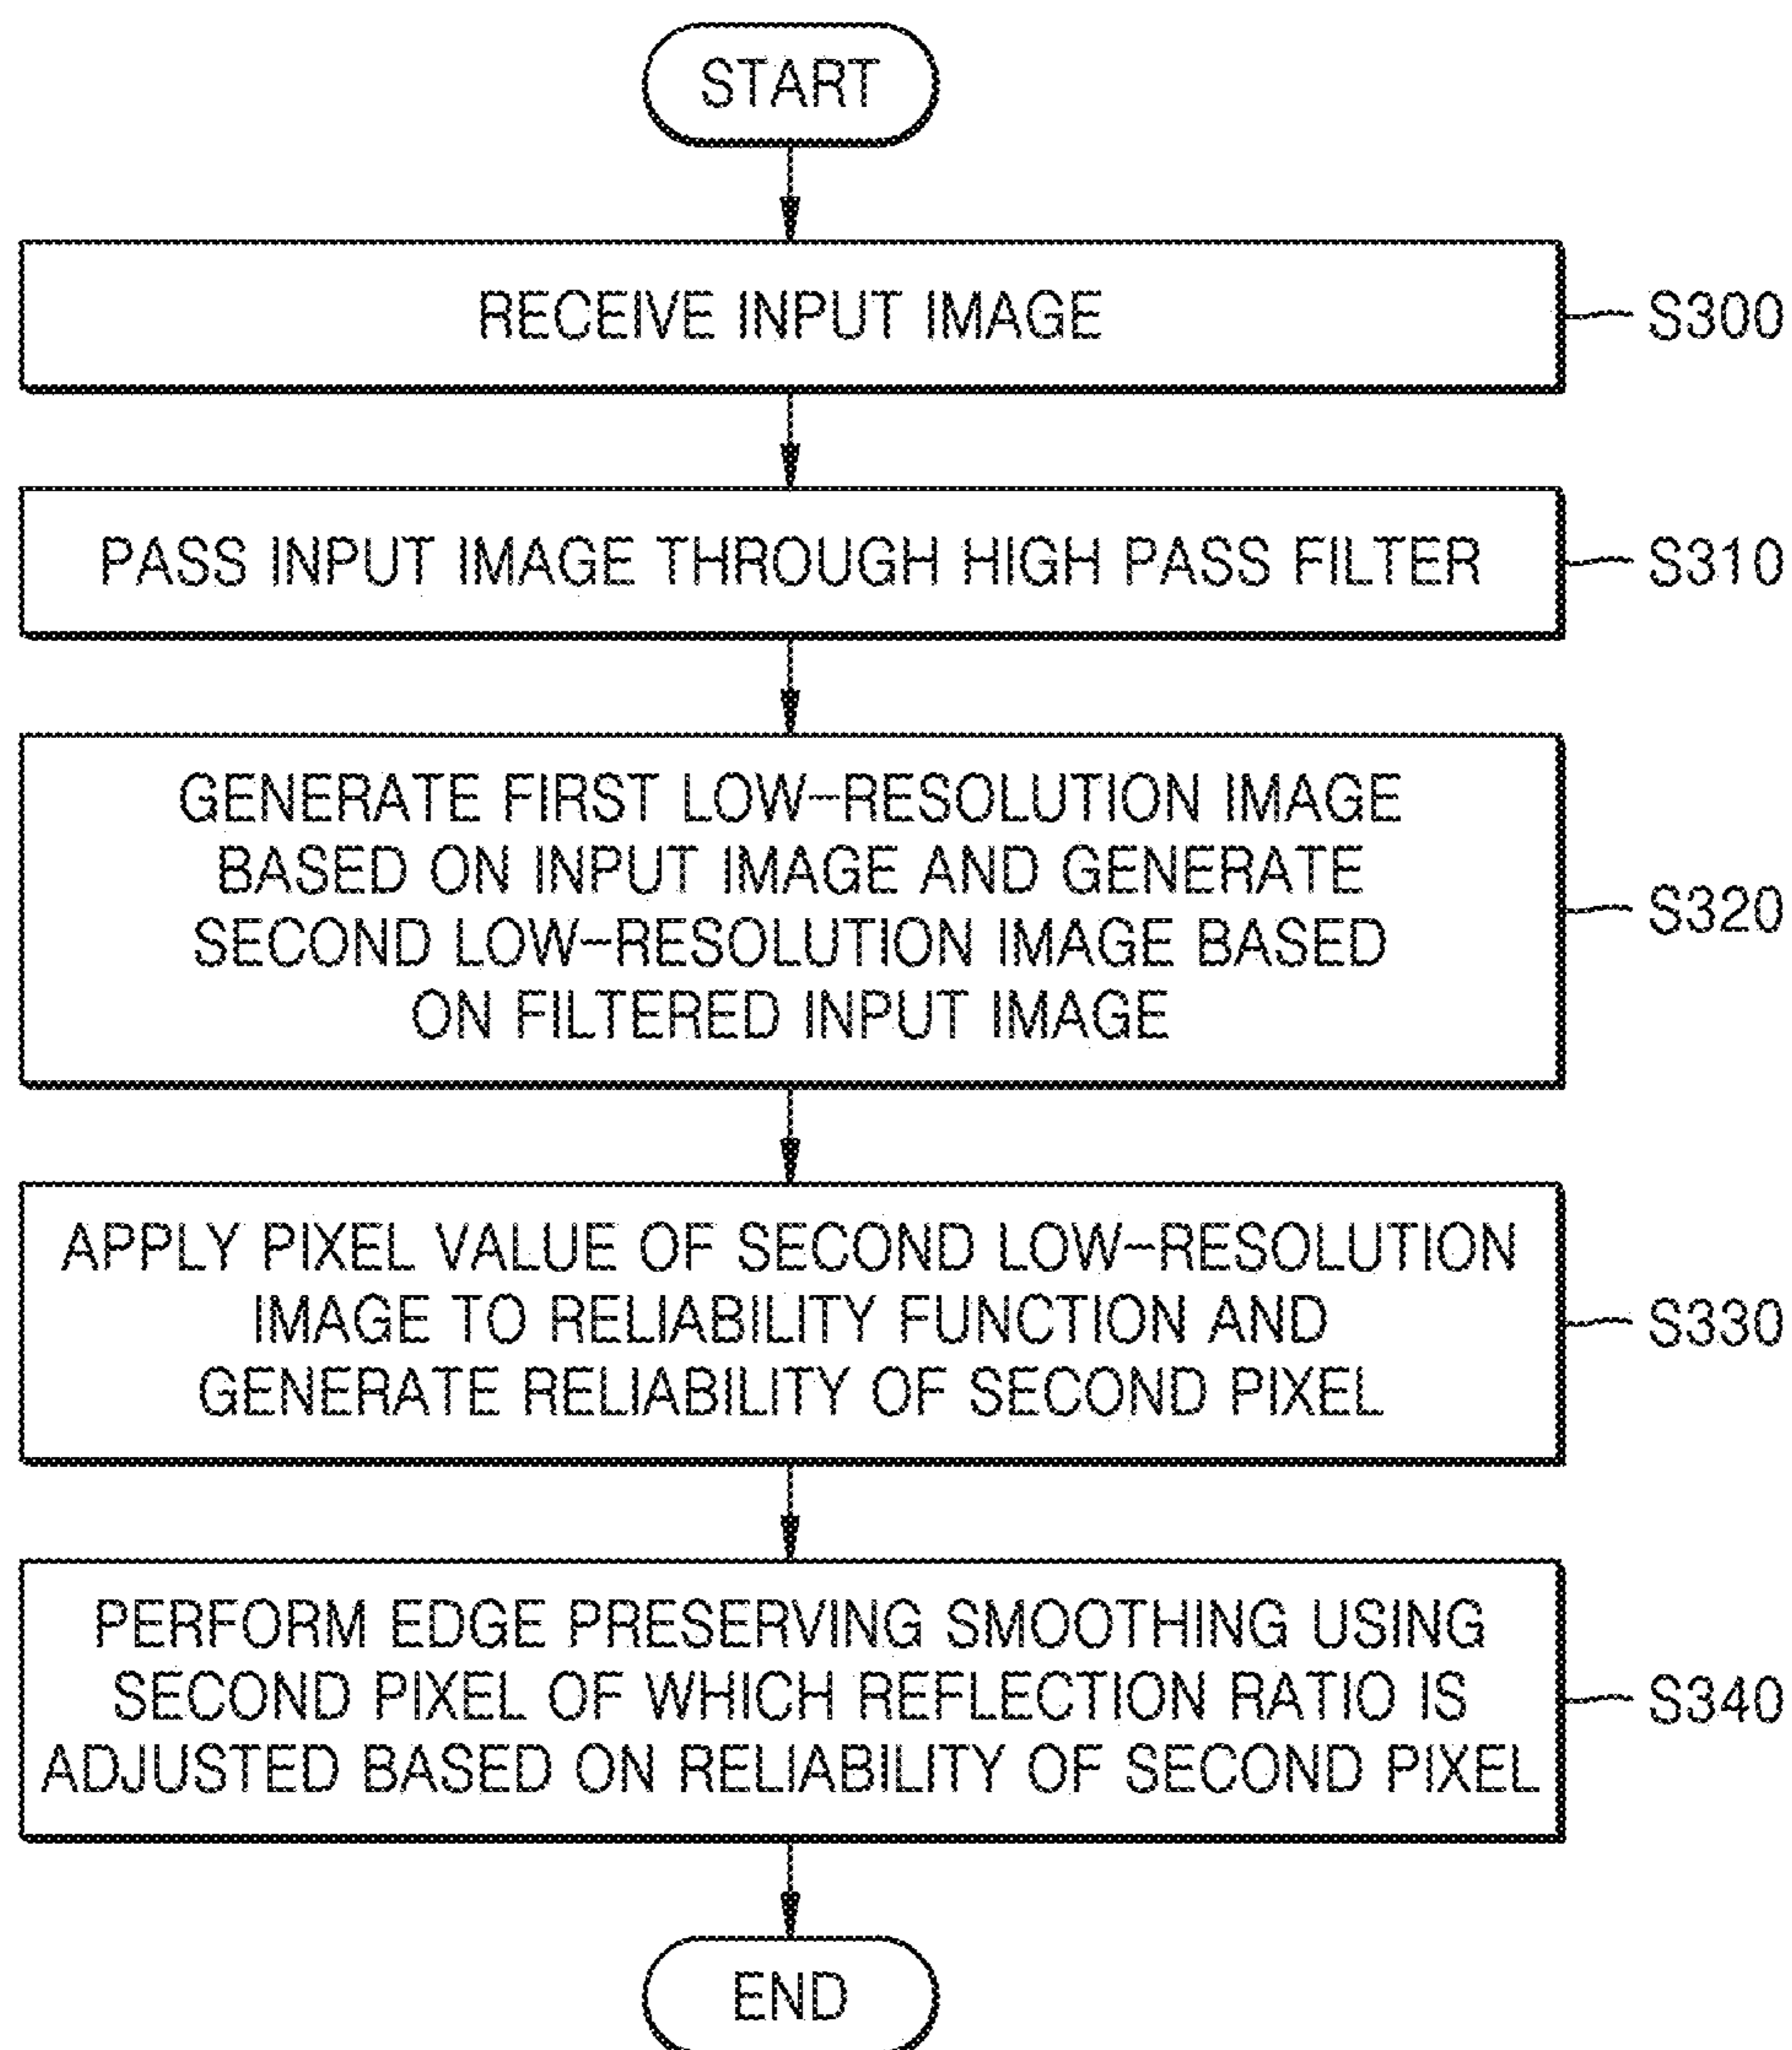 START
RECEIVE INPUT IMAGE
S300
PASS INPUT IMAGE THROUGH HIGH PASS FILTER
S310
GENERATE FIRST LOW-RESOLUTION IMAGE
BASED ON INPUT IMAGE AND GENERATE
SECOND LOW-RESOLUTION IMAGE BASED
ON FILTERED INPUT IMAGE
S320
APPLY PIXEL VALUE OF SECOND LOW-RESOLUTION
IMAGE TO RELIABILITY FUNCTION AND
GENERATE RELIABILITY OF SECOND PIXEL
S330
PERFORM EDGE PRESERVING SMOOTHING USING
SECOND PIXEL OF WHICH REFLECTION RATIO IS
ADJUSTED BASED ON RELIABILITY OF SECOND PIXEL
S340
END